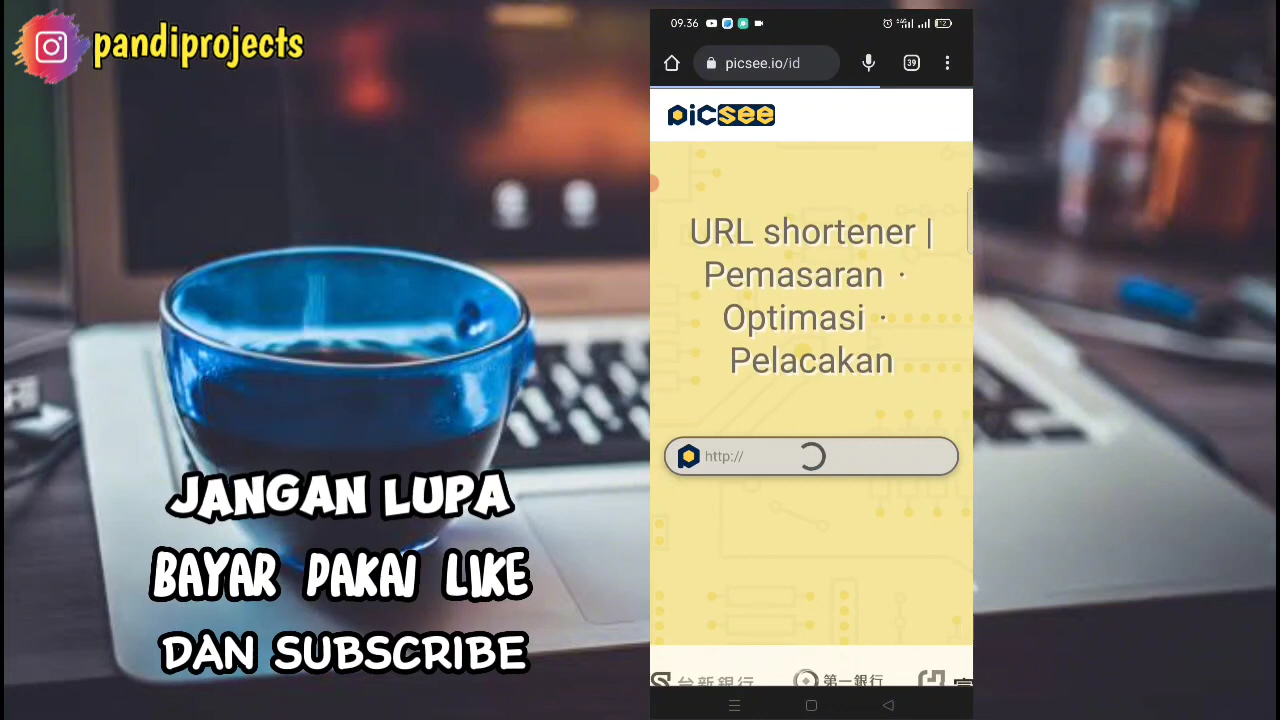 pandiprojects
JANGAN LUPA
BAYAR PAKAI LIKE
DAN SUBSCRIBE
09.36
picsee.io/id
39
picsee
URL shortener |
Pemasaran ·
Optimasi ·
Pelacakan
http://
台新銀行
第一銀行